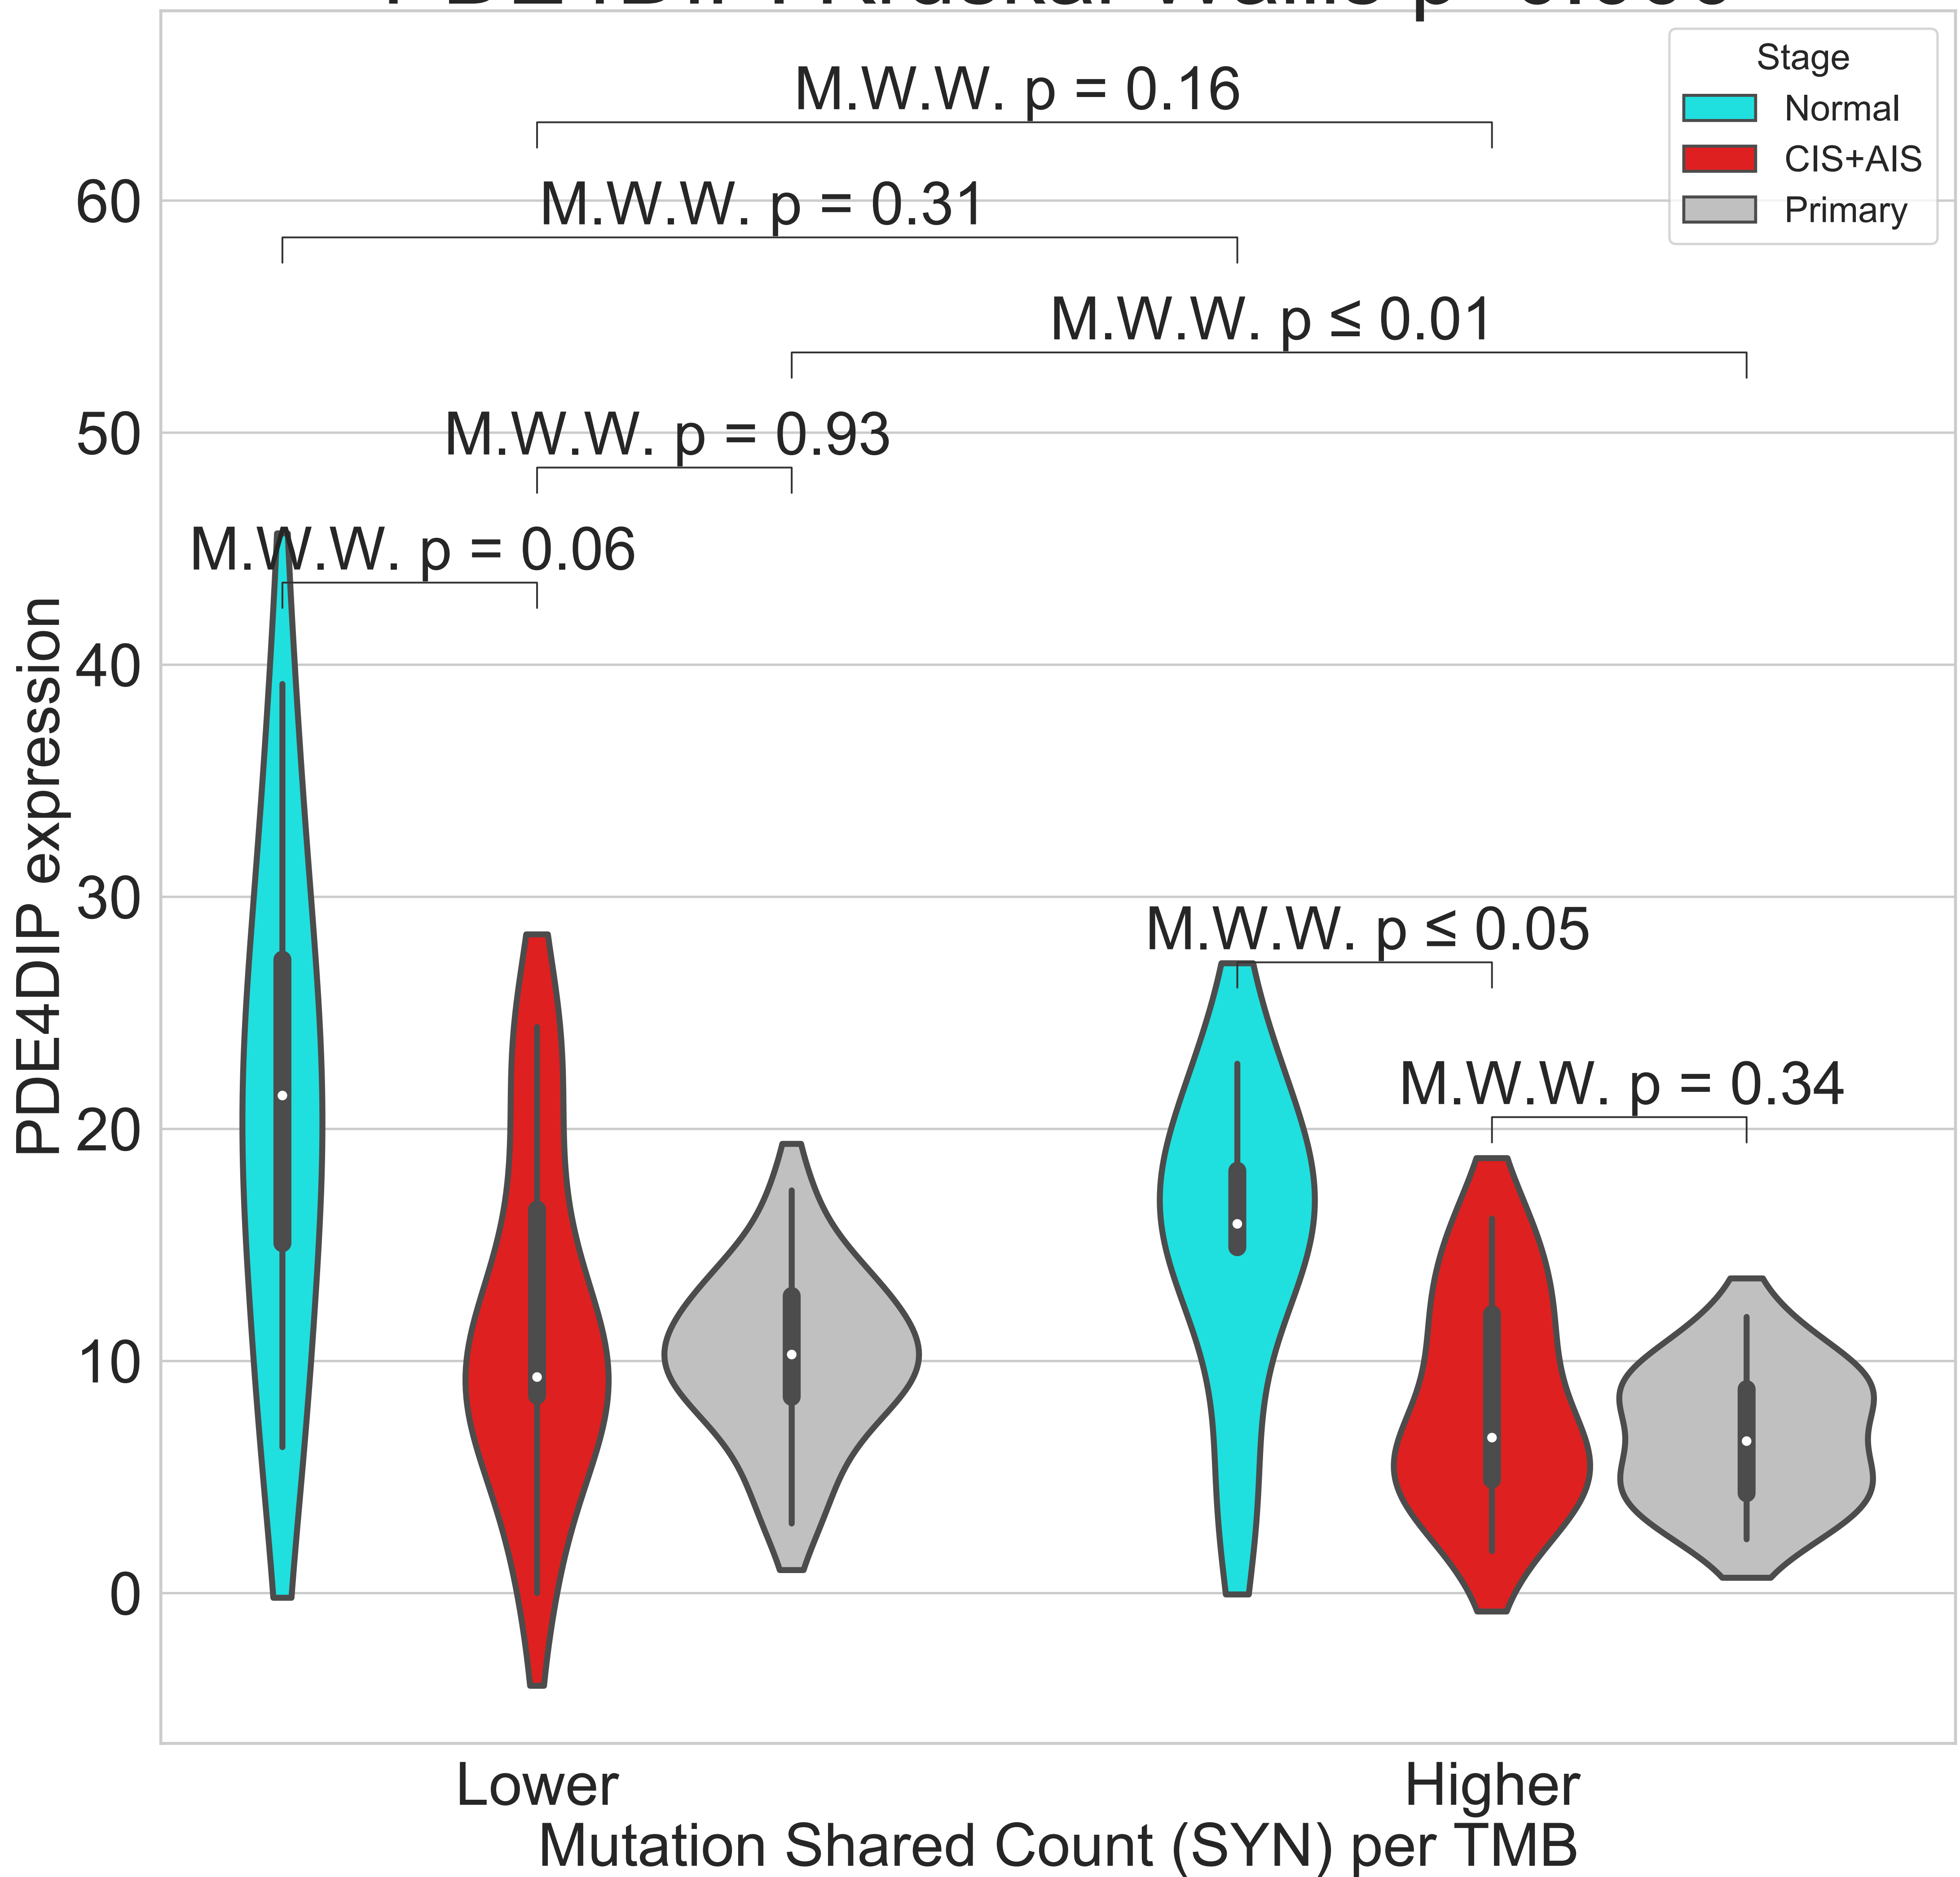 Stage
Normal
CIS+AIS
Primary
M.W.W. p = 0.16
M.W.W. p = 0.31
M.W.W. p ≤ 0.01
M.W.W. p = 0.93
M.W.W. p = 0.06
M.W.W. p ≤ 0.05
M.W.W. p = 0.34
60
50
40
30
20
10
0
PDE4DIP expression
Lower
Higher
Mutation Shared Count (SYN) per TMB